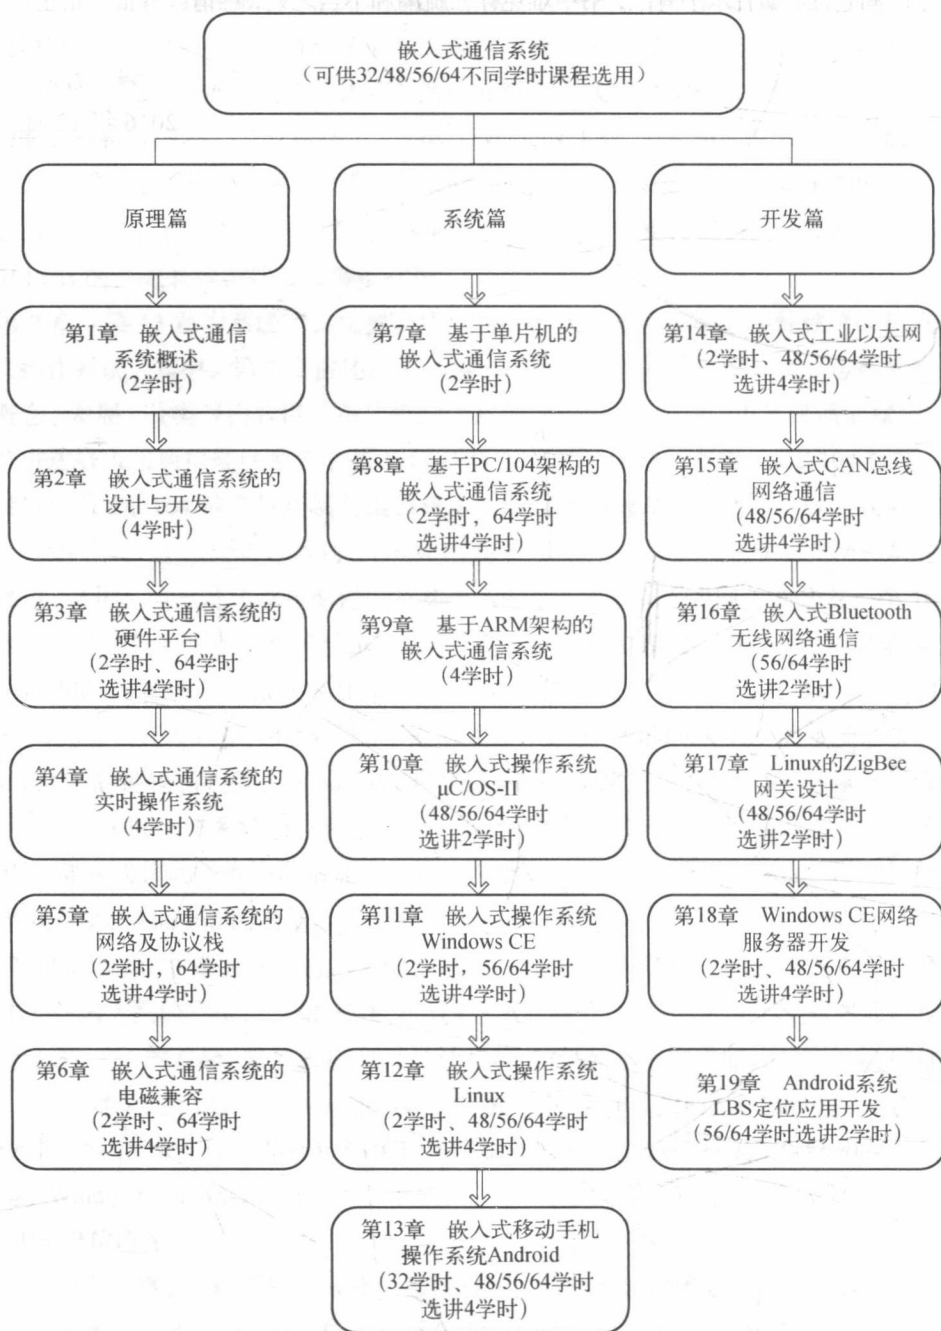 嵌入式通信系统
（可供32/48/56/64不同学时课程选用）
原理篇
系统篇
开发篇
第1章 嵌入式通信
系统概述
（2学时）
第2章 嵌入式通信系统的
设计与开发
（4学时）
第3章 嵌入式通信系统的
硬件平台
（2学时、64学时
选讲4学时）
第4章 嵌入式通信系统的
实时操作系统
（4学时）
第5章 嵌入式通信系统的
网络及协议栈
（2学时，64学时
选讲4学时）
第6章 嵌入式通信系统的
电磁兼容
（2学时、64学时
选讲4学时）
第7章 基于单片机的
嵌入式通信系统
（2学时）
第8章 基于PC/104架构的
嵌入式通信系统
（2学时，64学时
选讲4学时）
第9章 基于ARM架构的
嵌入式通信系统
（4学时）
第10章 嵌入式操作系统
μC/OS-II
（48/56/64学时
选讲2学时）
第11章 嵌入式操作系统
Windows CE
（2学时，56/64学时
选讲4学时）
第12章 嵌入式操作系统
Linux
（2学时、48/56/64学时
选讲4学时）
第13章 嵌入式移动手机
操作系统Android
（32学时、48/56/64学时
选讲4学时）
第14章 嵌入式工业以太网
（2学时、48/56/64学时
选讲4学时）
第15章 嵌入式CAN总线
网络通信
（48/56/64学时
选讲4学时）
第16章 嵌入式Bluetooth
无线网络通信
（56/64学时
选讲2学时）
第17章 Linux的ZigBee
网关设计
（48/56/64学时
选讲2学时）
第18章 Windows CE网络
服务器开发
（2学时、48/56/64学时
选讲4学时）
第19章 Android系统
LBS定位应用开发
（56/64学时选讲2学时）